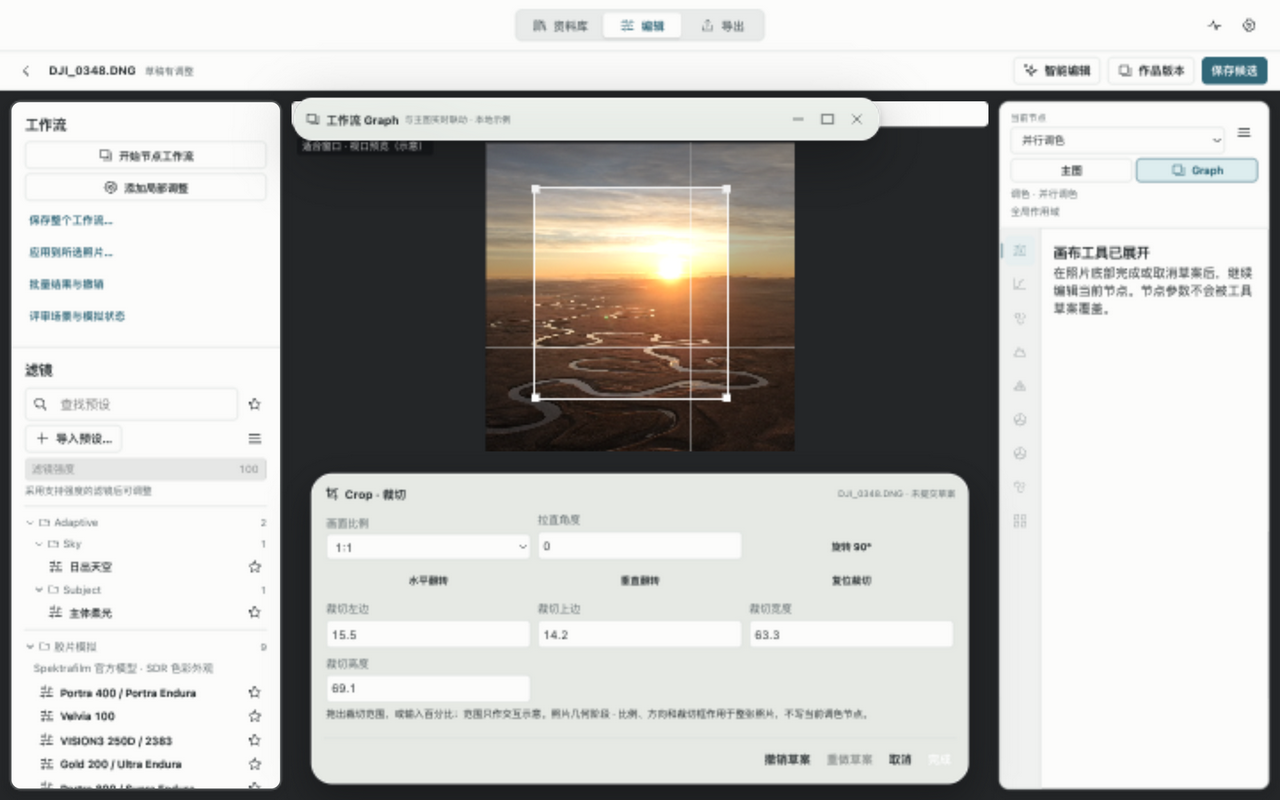 资料库 编辑 导出
DJI_0348.DNG 草稿有调整
智能编辑 作品版本 保存候选
工作流
开始节点工作流
添加局部调整
保存整个工作流...
应用到所选照片...
批量结果与撤销
评审场景与模拟状态
滤镜
查找预设
导入预设...
滤镜强度 100
采用支持强度的滤镜后可调整
Adaptive 2
Sky 1
日出天空
Subject 1
主体柔光
胶片模拟 9
Spektrafilm 官方模型 · SDR 色彩外观
Portra 400 / Portra Endura
Velvia 100
VISION3 250D / 2383
Gold 200 / Ultra Endura
工作流 Graph 与主图实时联动 · 本地示例
适合窗口 · 视口预览（示意）
Crop · 裁切 DJI_0348.DNG · 未提交草案
画面比例 拉直角度
1:1 0 旋转 90°
水平翻转 垂直翻转 复位裁切
裁切左边 裁切上边 裁切宽度
15.5 14.2 63.3
裁切高度
69.1
拖出裁切范围，或输入百分比；范围只作交互示意。照片几何阶段 · 比例、方向和裁切框作用于整张照片，不写当前调色节点。
撤销草案 重做草案 取消 完成
当前节点
并行调色
主图 Graph
调色 · 并行调色
全局作用域
画布工具已展开
在照片底部完成或取消草案后，继续
编辑当前节点。节点参数不会被工具
草案覆盖。